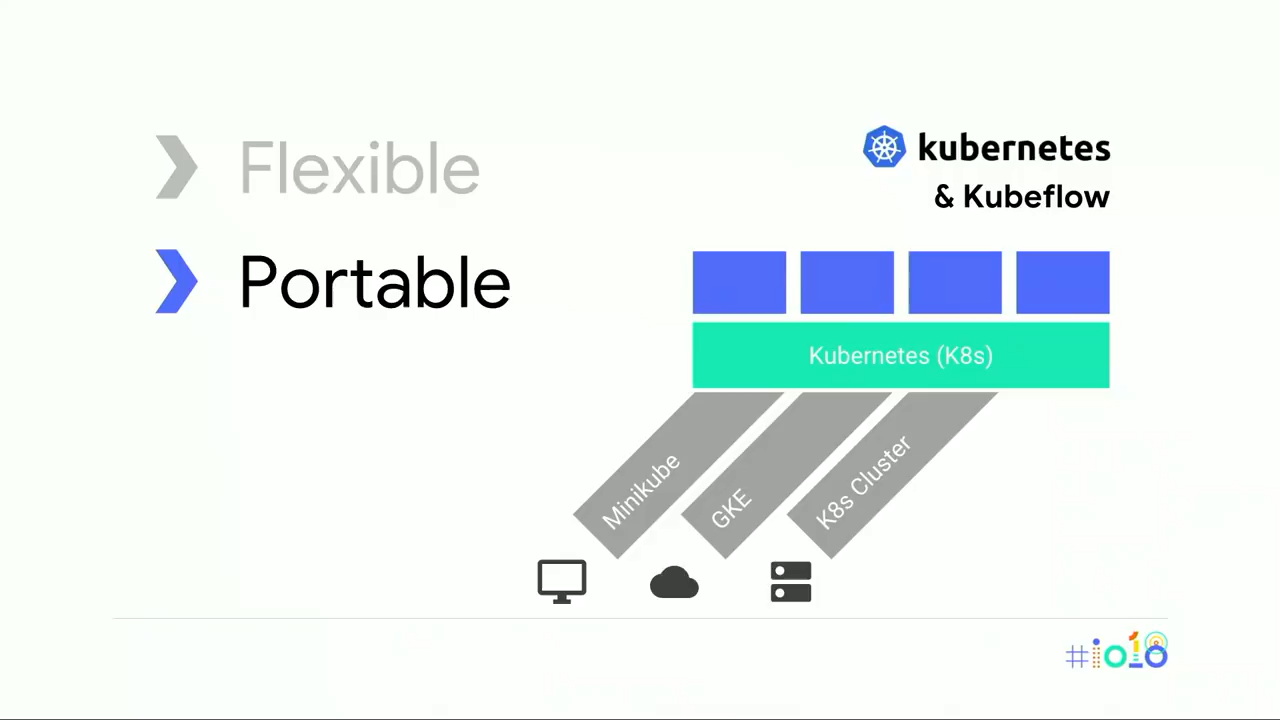 Flexible
Portable
kubernetes
& Kubeflow
Kubernetes (K8s)
Minikube
GKE
K8s Cluster
#io18